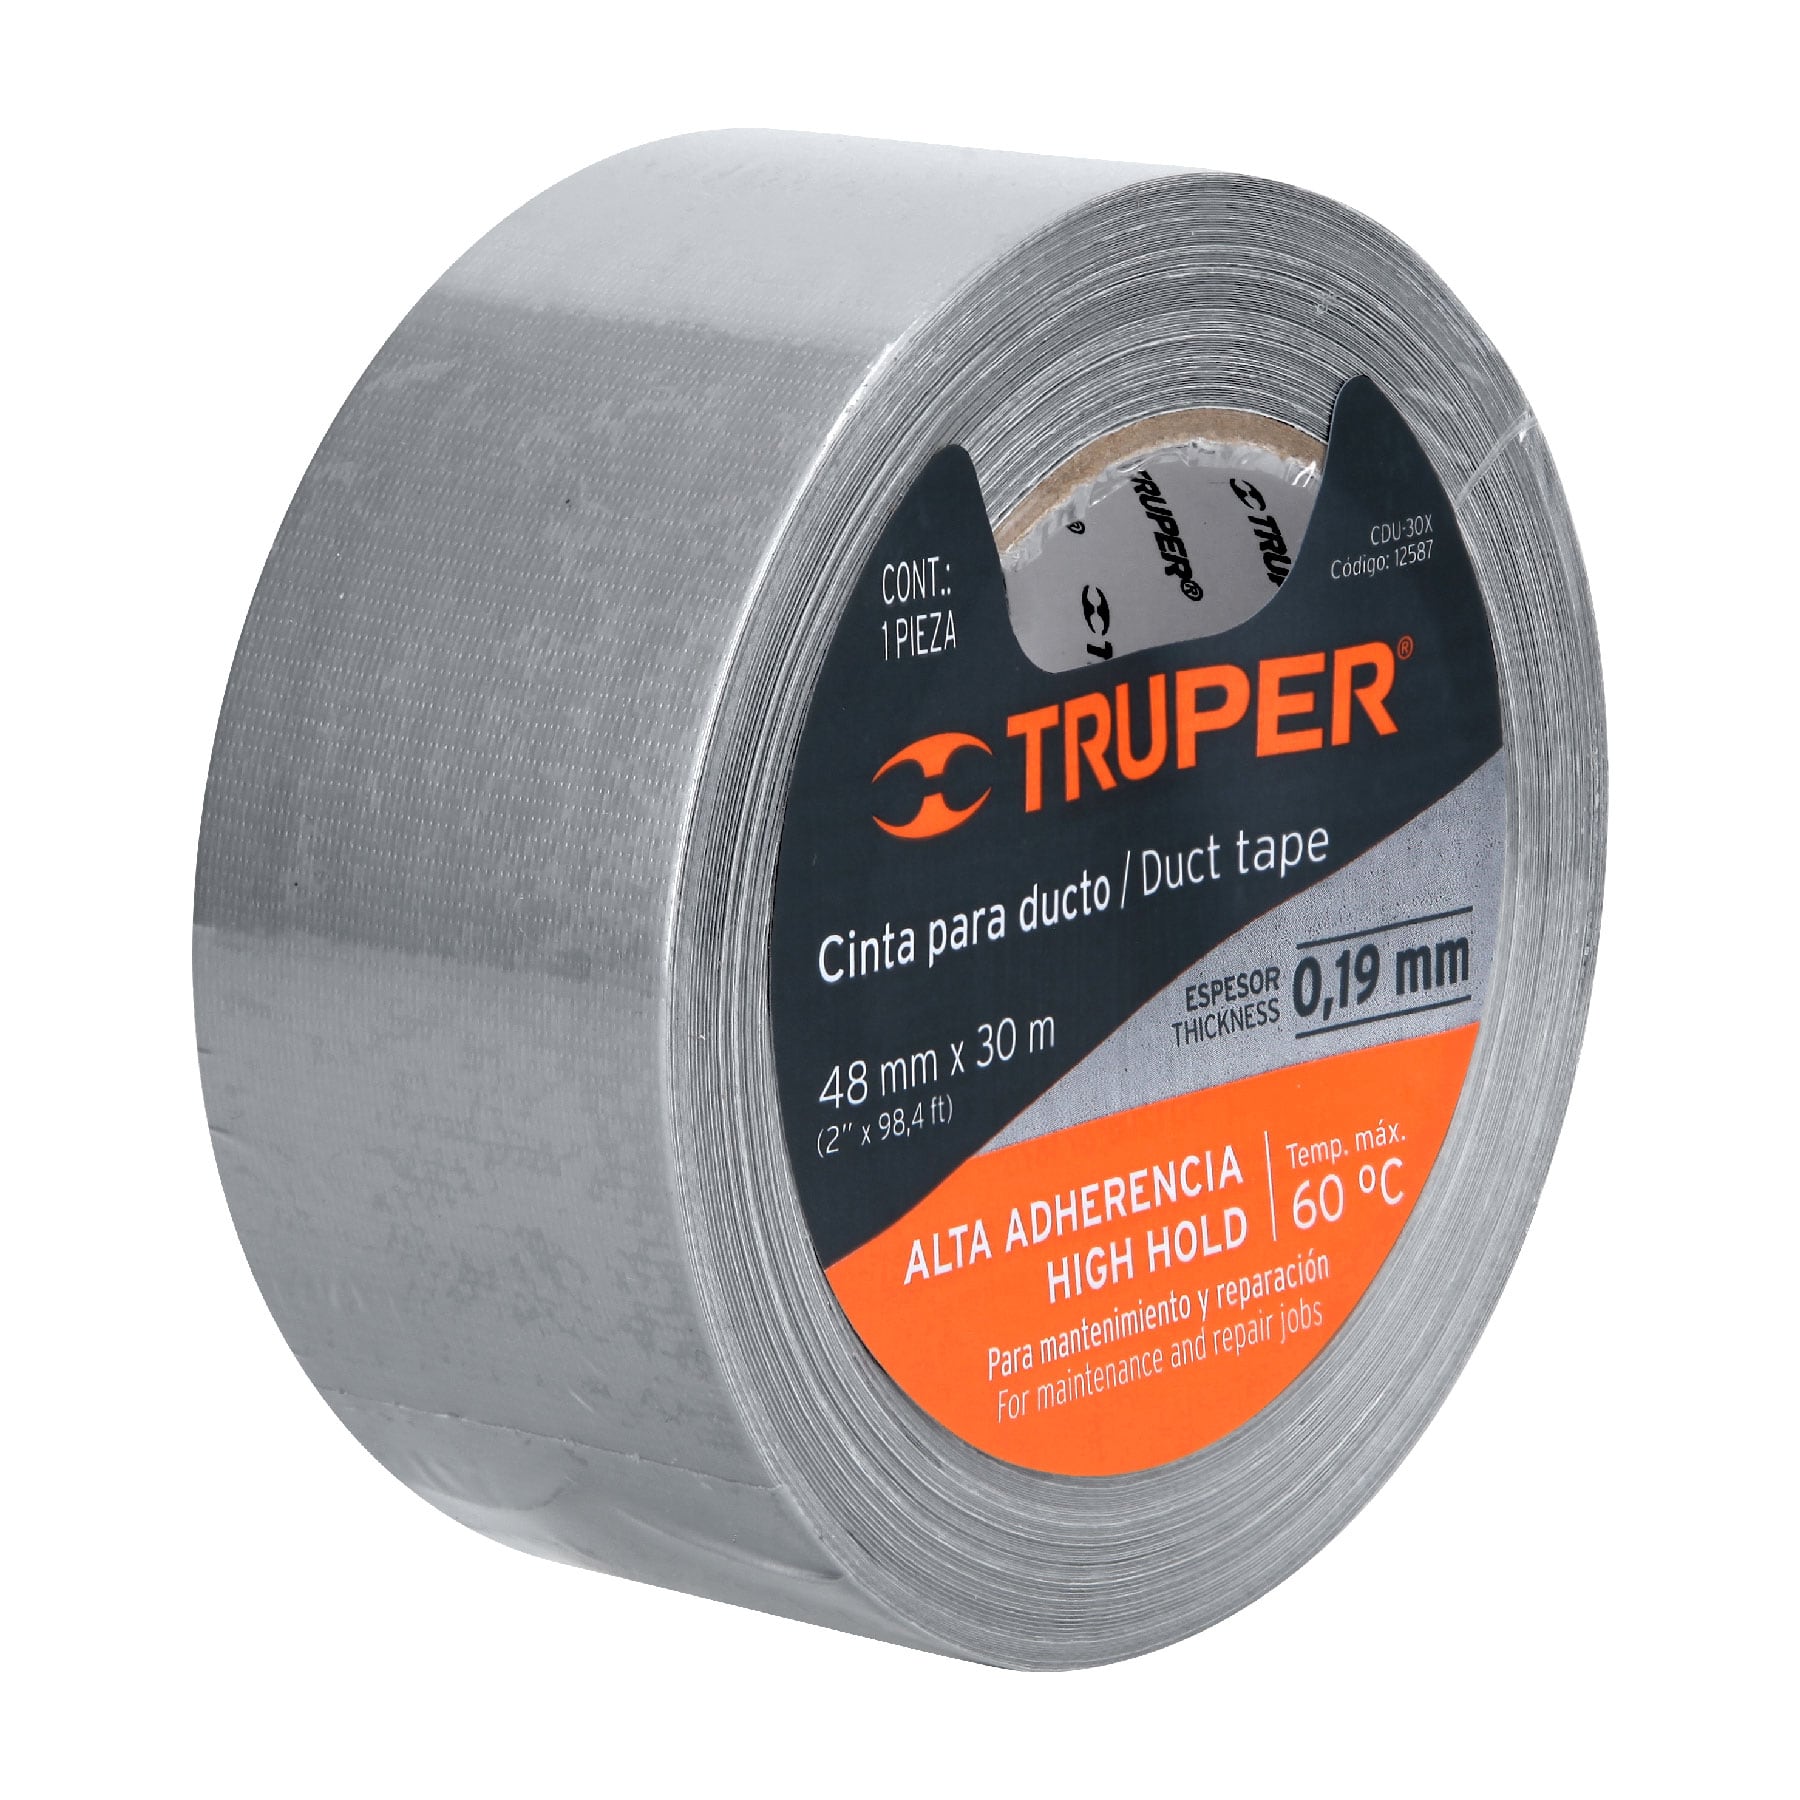 CONT.:
1 PIEZA
CDU-30X
Código: 12587
TRUPER®
TRUPER®
Cinta para ducto / Duct tape
48 mm x 30 m
(2" x 98,4 ft)
ESPESOR
THICKNESS
0,19 mm
ALTA ADHERENCIA
HIGH HOLD
Temp. máx.
60 ºC
Para mantenimiento y reparación
For maintenance and repair jobs